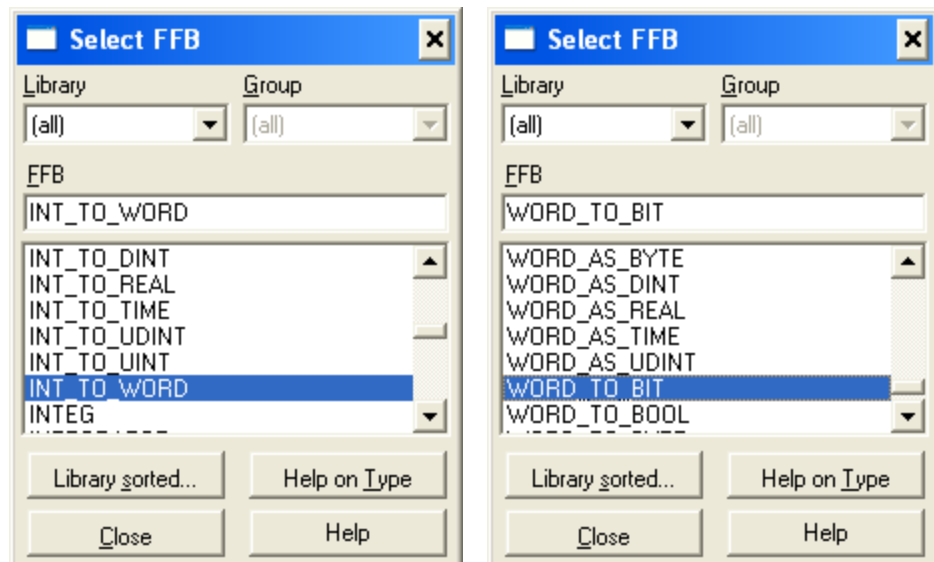 Select FFB
Library Group
(all) (all)
FFB
INT_TO_WORD
INT_TO_DINT
INT_TO_REAL
INT_TO_TIME
INT_TO_UDINT
INT_TO_UINT
INT_TO_WORD
INTEG
Library sorted... Help on Type
Close Help
Select FFB
Library Group
(all) (all)
FFB
WORD_TO_BIT
WORD_AS_BYTE
WORD_AS_DINT
WORD_AS_REAL
WORD_AS_TIME
WORD_AS_UDINT
WORD_TO_BIT
WORD_TO_BOOL
Library sorted... Help on Type
Close Help